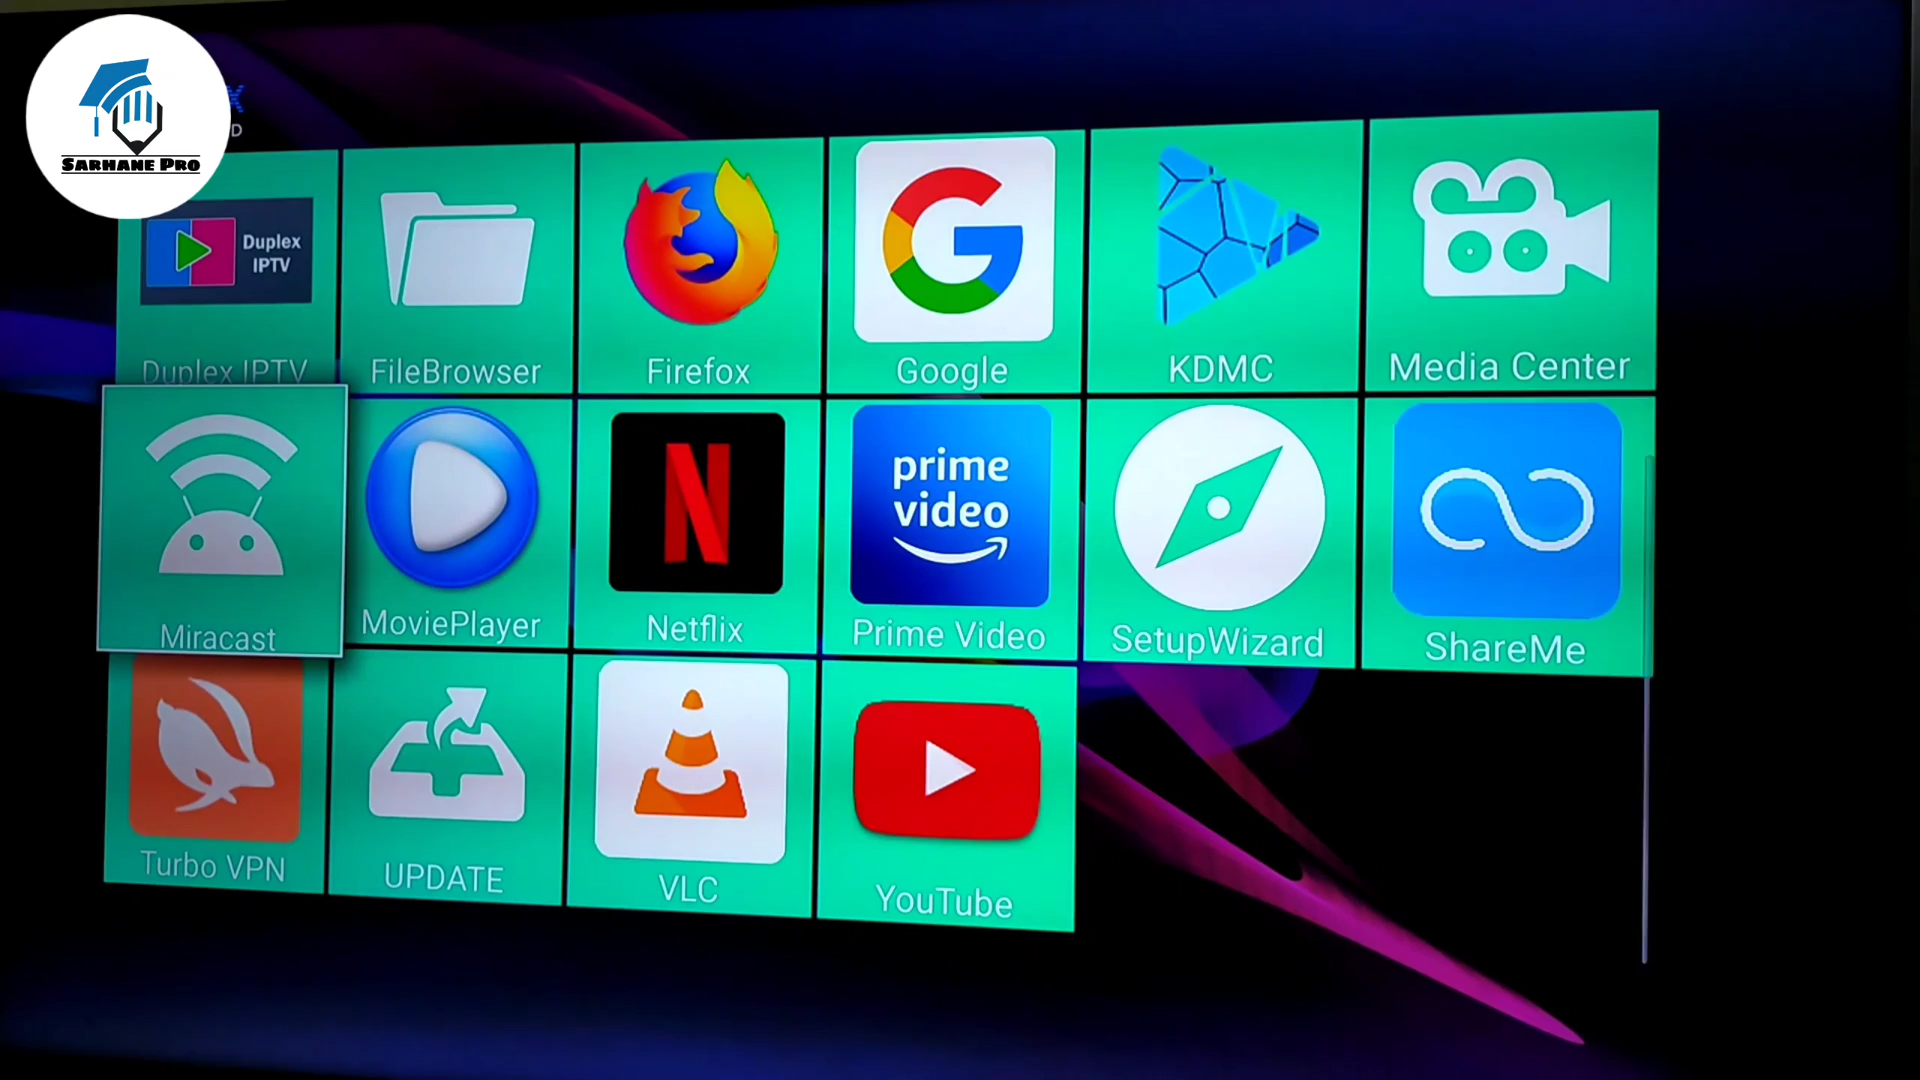 SARHANE PRO
X
D
Duplex
IPTV
Duplex IPTV
FileBrowser
Firefox
Google
KDMC
Media Center
Miracast
MoviePlayer
N
Netflix
prime
video
Prime Video
SetupWizard
ShareMe
Turbo VPN
UPDATE
VLC
YouTube